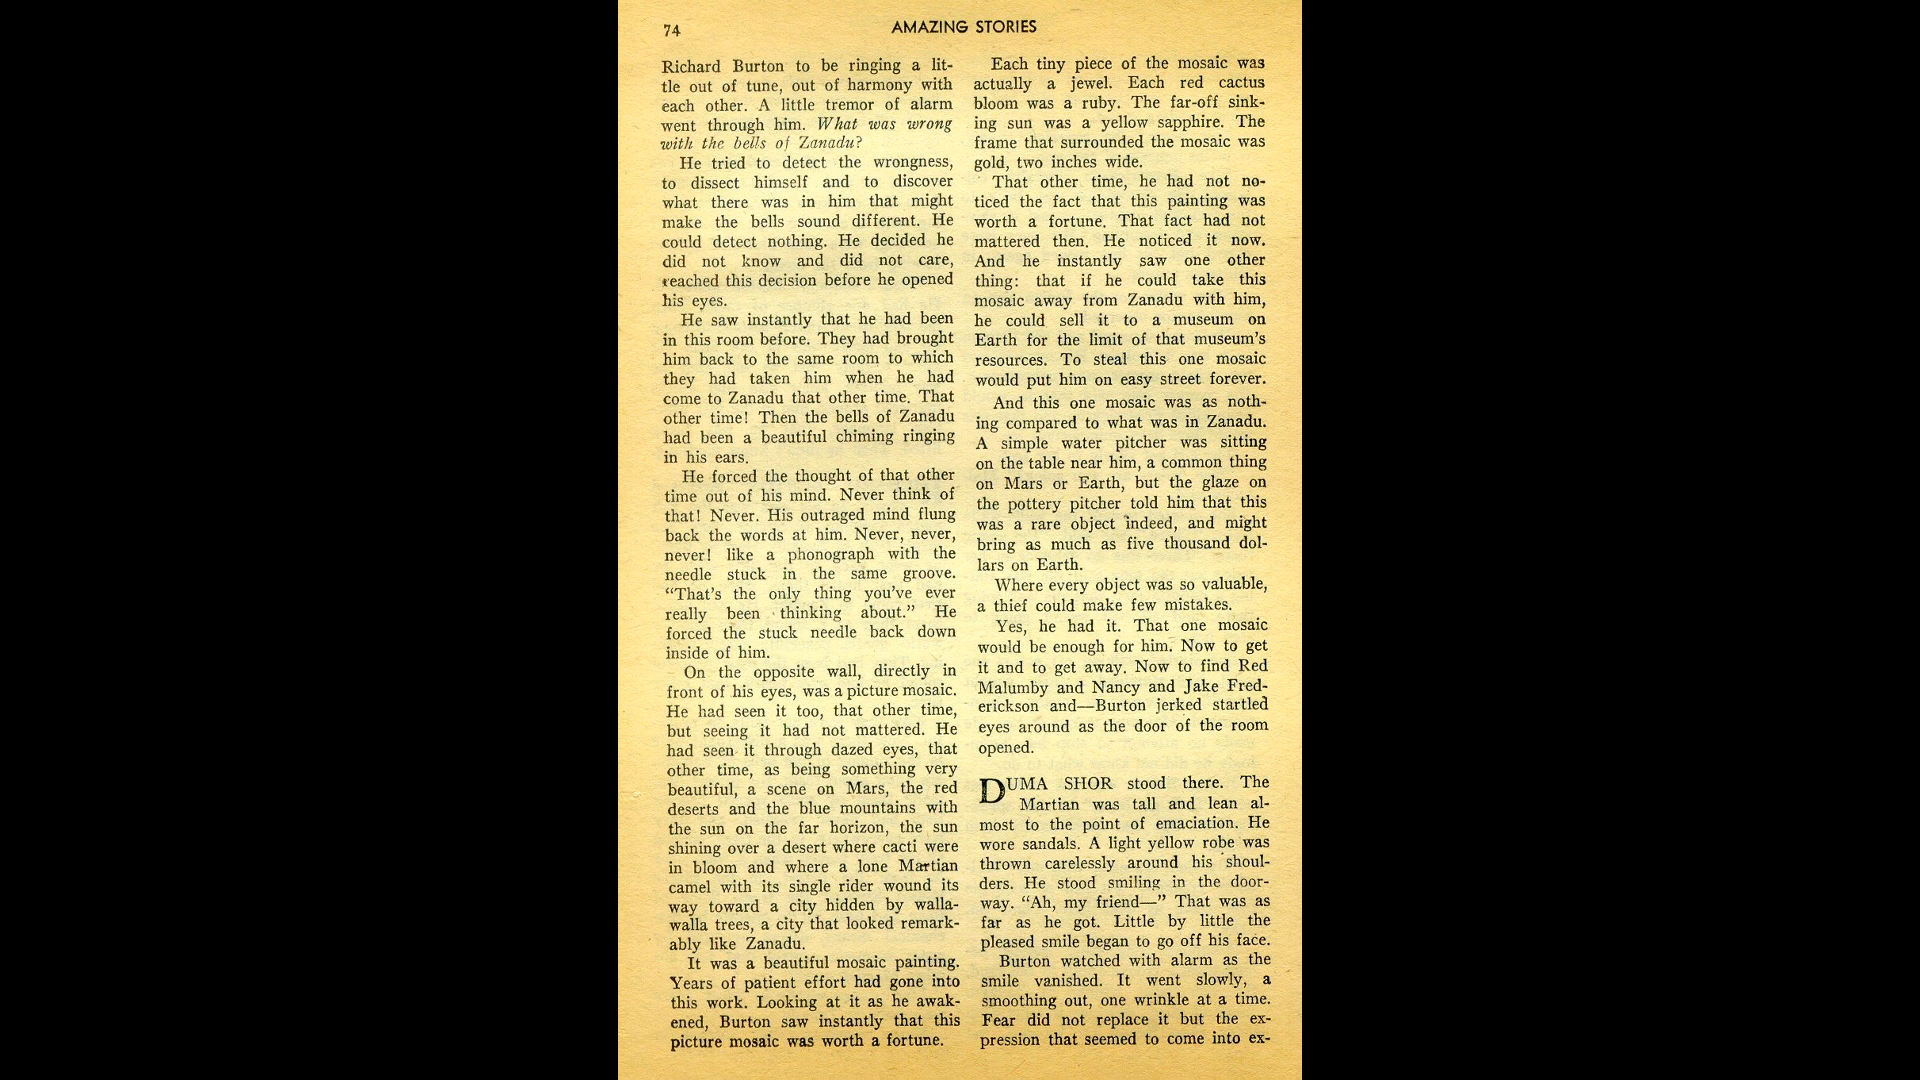 74
AMAZING STORIES
Richard Burton to be ringing a lit-
tle out of tune, out of harmony with
each other. A little tremor of alarm
went through him. What was wrong
with the bells of Zanadu?
He tried to detect the wrongness,
to dissect himself and to discover
what there was in him that might
make the bells sound different. He
could detect nothing. He decided he
did not know and did not care,
reached this decision before he opened
his eyes.
He saw instantly that he had been
in this room before. They had brought
him back to the same room to which
they had taken him when he had
come to Zanadu that other time. That
other time! Then the bells of Zanadu
had been a beautiful chiming ringing
in his ears.
He forced the thought of that other
time out of his mind. Never think of
that! Never. His outraged mind flung
back the words at him. Never, never,
never! like a phonograph with the
needle stuck in the same groove.
“That’s the only thing you’ve ever
really been thinking about.” He
forced the stuck needle back down
inside of him.
On the opposite wall, directly in
front of his eyes, was a picture mosaic.
He had seen it too, that other time,
but seeing it had not mattered. He
had seen it through dazed eyes, that
other time, as being something very
beautiful, a scene on Mars, the red
deserts and the blue mountains with
the sun on the far horizon, the sun
shining over a desert where cacti were
in bloom and where a lone Martian
camel with its single rider wound its
way toward a city hidden by walla-
walla trees, a city that looked remark-
ably like Zanadu.
It was a beautiful mosaic painting.
Years of patient effort had gone into
this work. Looking at it as he awak-
ened, Burton saw instantly that this
picture mosaic was worth a fortune.
Each tiny piece of the mosaic was
actually a jewel. Each red cactus
bloom was a ruby. The far-off sink-
ing sun was a yellow sapphire. The
frame that surrounded the mosaic was
gold, two inches wide.
That other time, he had not no-
ticed the fact that this painting was
worth a fortune. That fact had not
mattered then. He noticed it now.
And he instantly saw one other
thing: that if he could take this
mosaic away from Zanadu with him,
he could sell it to a museum on
Earth for the limit of that museum’s
resources. To steal this one mosaic
would put him on easy street forever.
And this one mosaic was as noth-
ing compared to what was in Zanadu.
A simple water pitcher was sitting
on the table near him, a common thing
on Mars or Earth, but the glaze on
the pottery pitcher told him that this
was a rare object indeed, and might
bring as much as five thousand dol-
lars on Earth.
Where every object was so valuable,
a thief could make few mistakes.
Yes, he had it. That one mosaic
would be enough for him. Now to get
it and to get away. Now to find Red
Malumby and Nancy and Jake Fred-
erickson and—Burton jerked startled
eyes around as the door of the room
opened.
DUMA SHOR stood there. The
Martian was tall and lean al-
most to the point of emaciation. He
wore sandals. A light yellow robe was
thrown carelessly around his shoul-
ders. He stood smiling in the door-
way. “Ah, my friend—” That was as
far as he got. Little by little the
pleased smile began to go off his face.
Burton watched with alarm as the
smile vanished. It went slowly, a
smoothing out, one wrinkle at a time.
Fear did not replace it but the ex-
pression that seemed to come into ex-